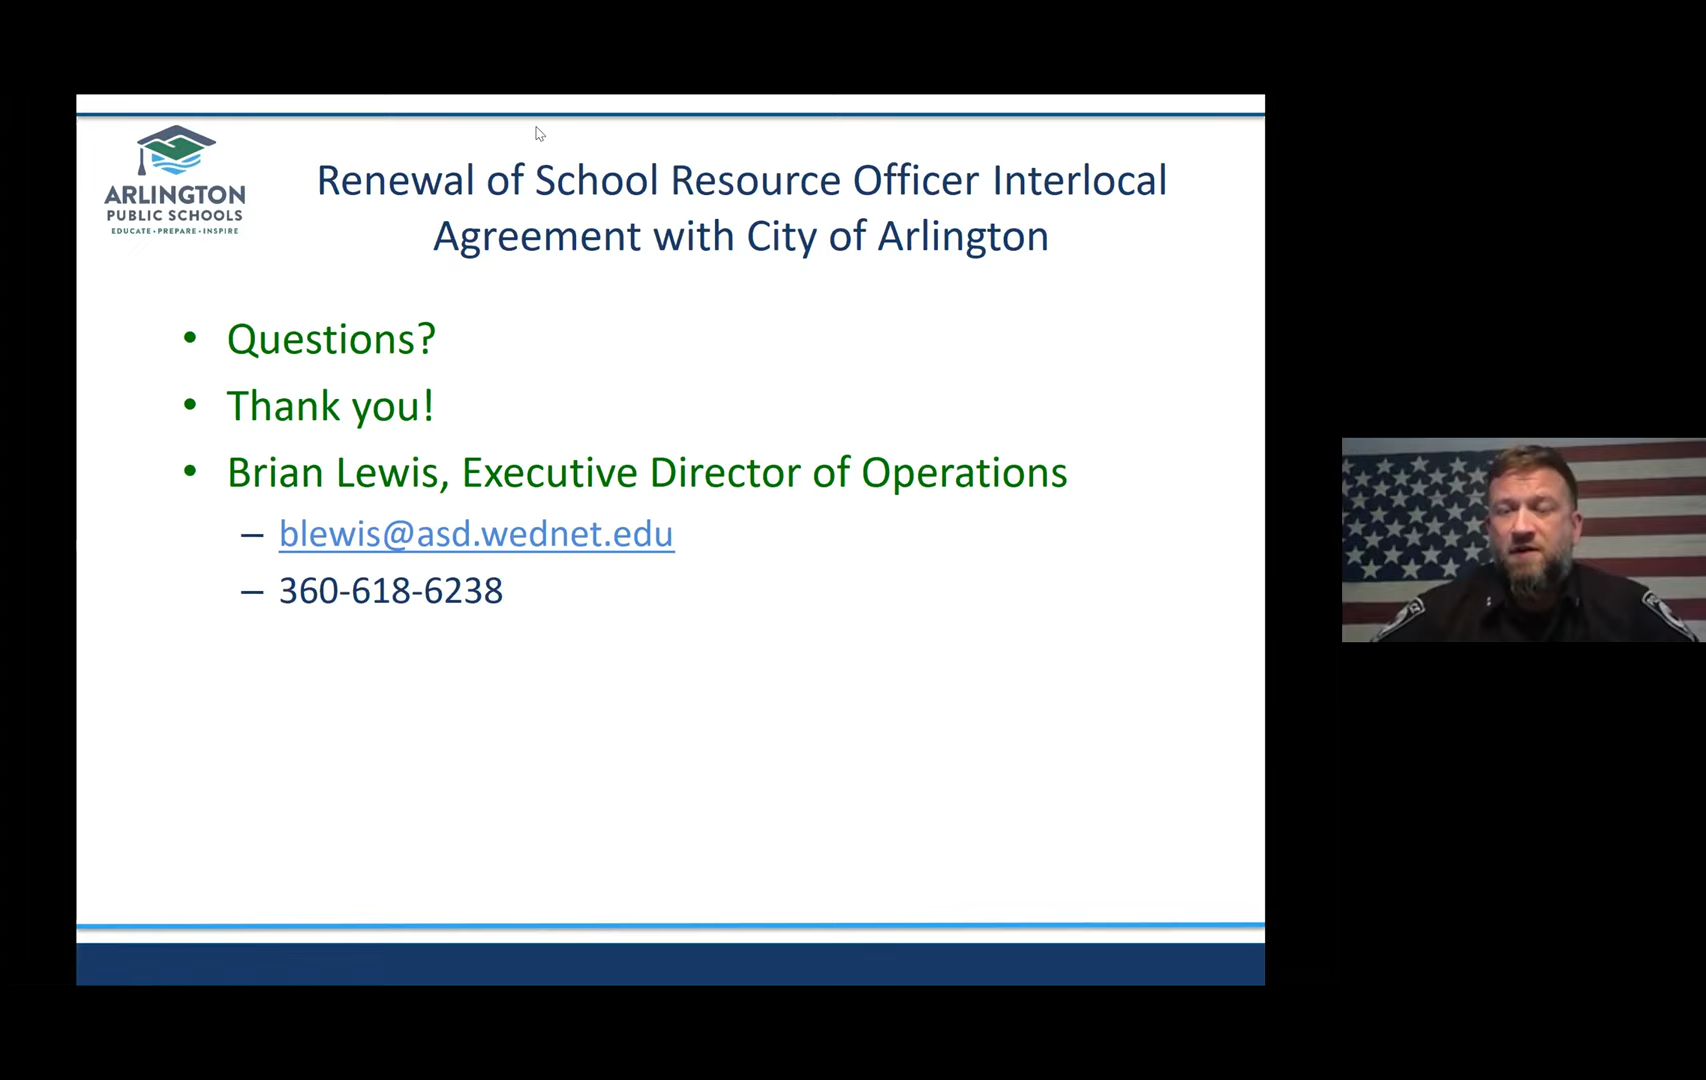 ARLINGTON
PUBLIC SCHOOLS
EDUCATE • PREPARE • INSPIRE
Renewal of School Resource Officer Interlocal
Agreement with City of Arlington
• Questions?
• Thank you!
• Brian Lewis, Executive Director of Operations
– blewis@asd.wednet.edu
– 360-618-6238